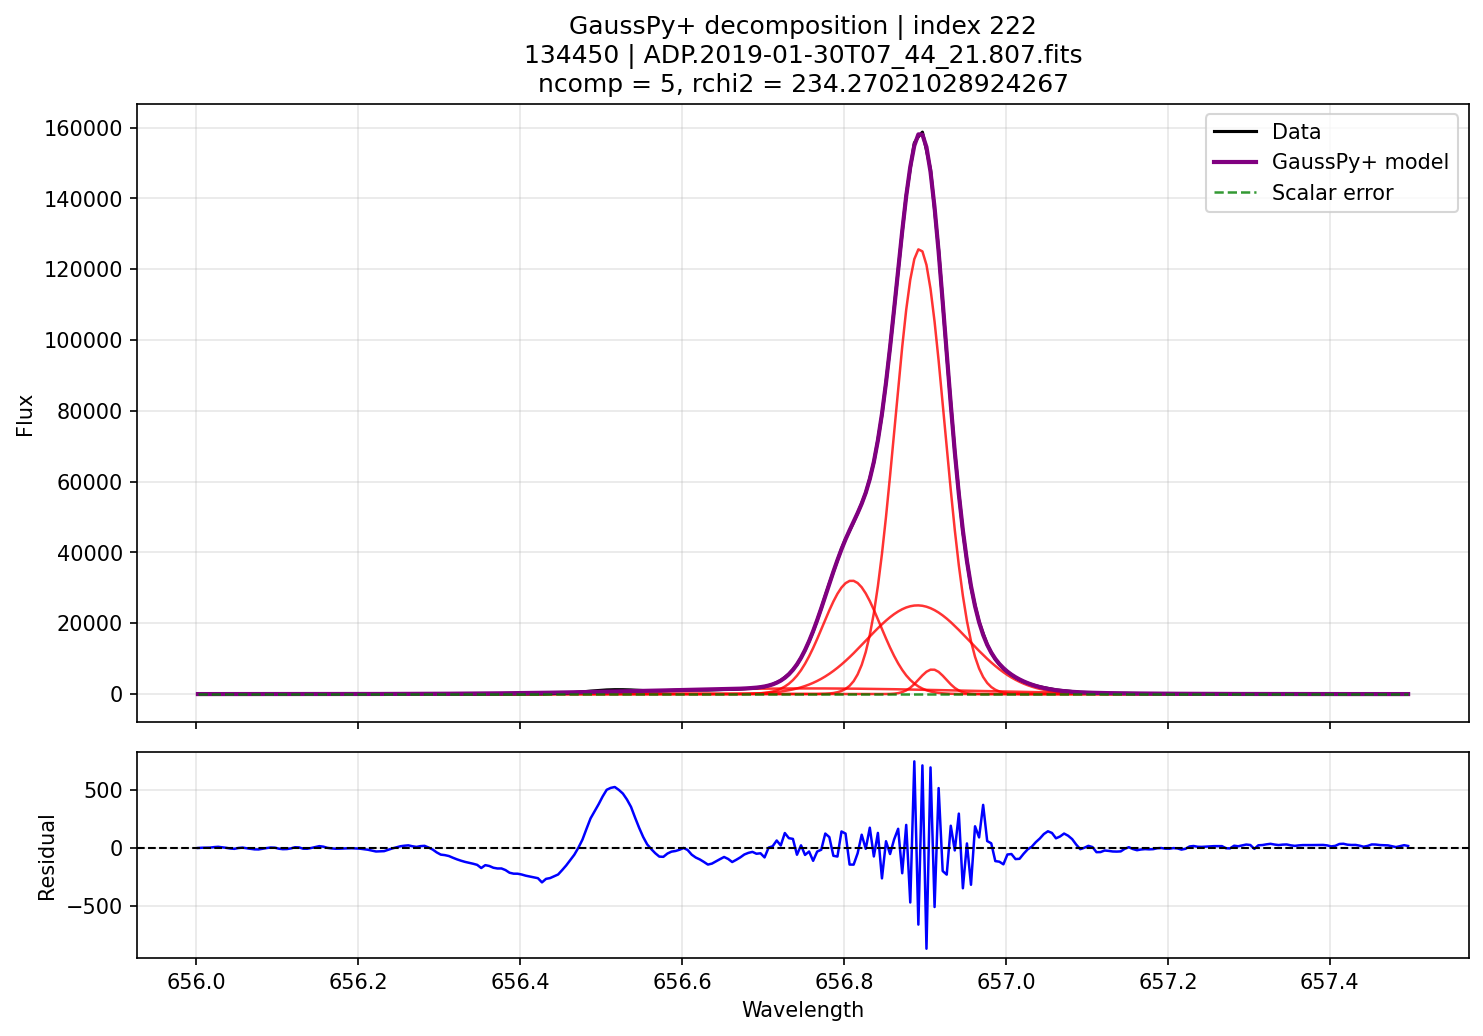 GaussPy+ decomposition | index 222
134450 | ADP.2019-01-30T07_44_21.807.fits
ncomp = 5, rchi2 = 234.27021028924267
Data
GaussPy+ model
Scalar error
160000
140000
120000
100000
80000
60000
40000
20000
0
Flux
500
0
−500
Residual
656.0 656.2 656.4 656.6 656.8 657.0 657.2 657.4
Wavelength